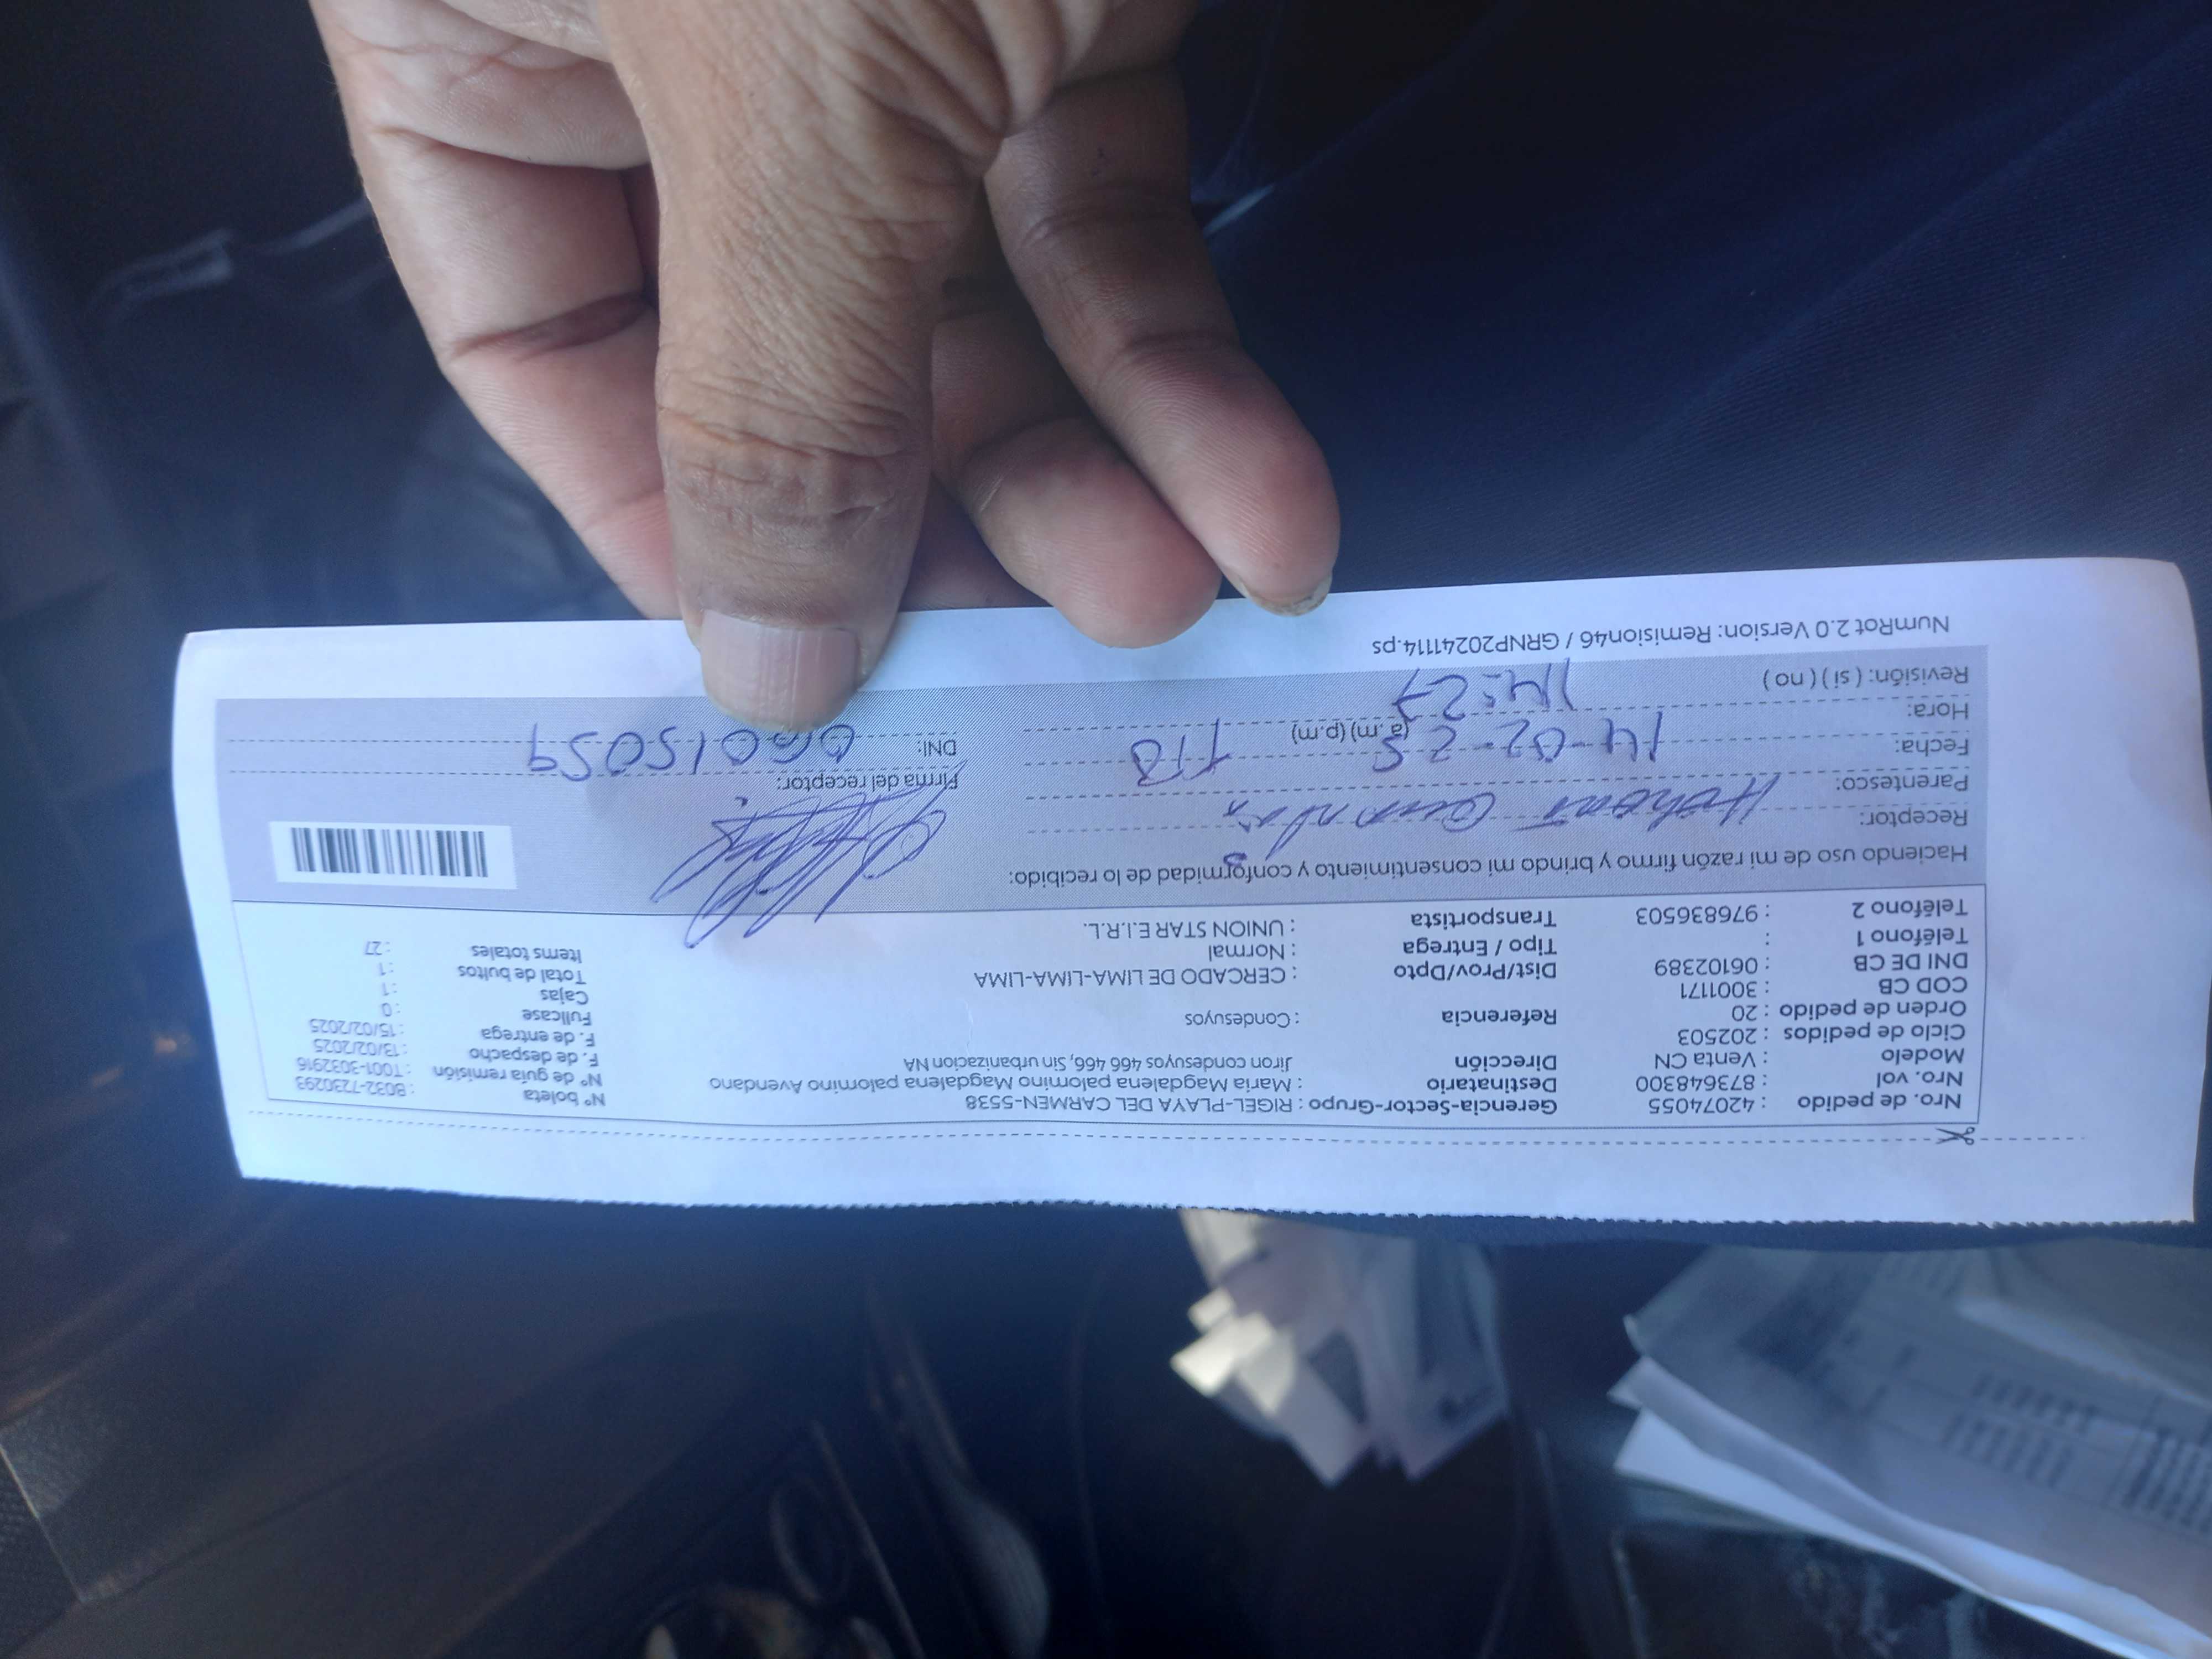 Nro. de pedido : 42074055 Gerencia-Sector-Grupo : RIGEL-PLAYA DEL CARMEN-5538 N° boleta : B032-7230293
Nro. vol : 873648300 Destinatario : Maria Magdalena palomino Magdalena palomino Avendano N° de guía remisión : T001-3032916
Modelo : Venta CN Dirección Jiron condesuyos 466 466, Sin urbanizacion NA F. de despacho : 13/02/2025
Ciclo de pedidos : 202503 F. de entrega : 15/02/2025
Orden de pedido : 20 Referencia : Condesuyos Fullcase : 0
COD CB : 3001171 Cajas : 1
DNI DE CB : 06102389 Dist/Prov/Dpto : CERCADO DE LIMA-LIMA-LIMA Total de bultos : 1
Teléfono 1 : Tipo / Entrega : Normal Items totales : 27
Teléfono 2 : 976836503 Transportista : UNION STAR E.I.R.L.
Haciendo uso de mi razón firmo y brindo mi consentimiento y conformidad de lo recibido:
Receptor:
Parentesco: Firma del receptor:
Fecha: 14-02-25 DNI:
Hora: 14:27 (a.m) (p.m)
Revisión: ( si ) ( no )
NumRot 2.0 Version: Remision46 / GRNP20241114.ps